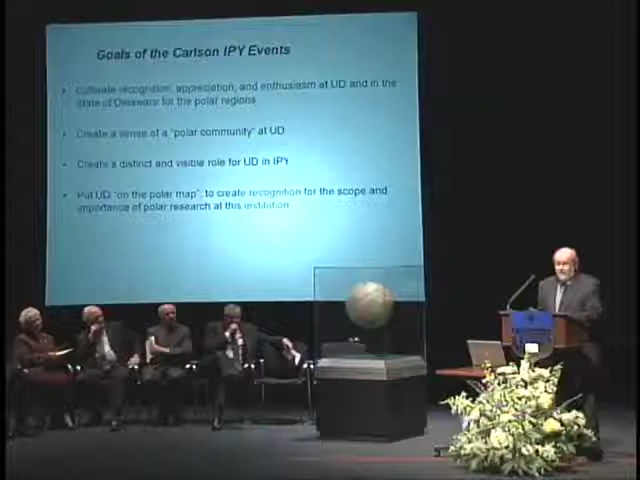 Goals of the Carlson IPY Events
• Cultivate recognition, appreciation, and enthusiasm at UD and in the
state of Delaware for the polar regions
• Create a sense of a "polar community" at UD
• Create a distinct and visible role for UD in IPY
• Put UD "on the polar map", to create recognition for the scope and
importance of polar research at this institution